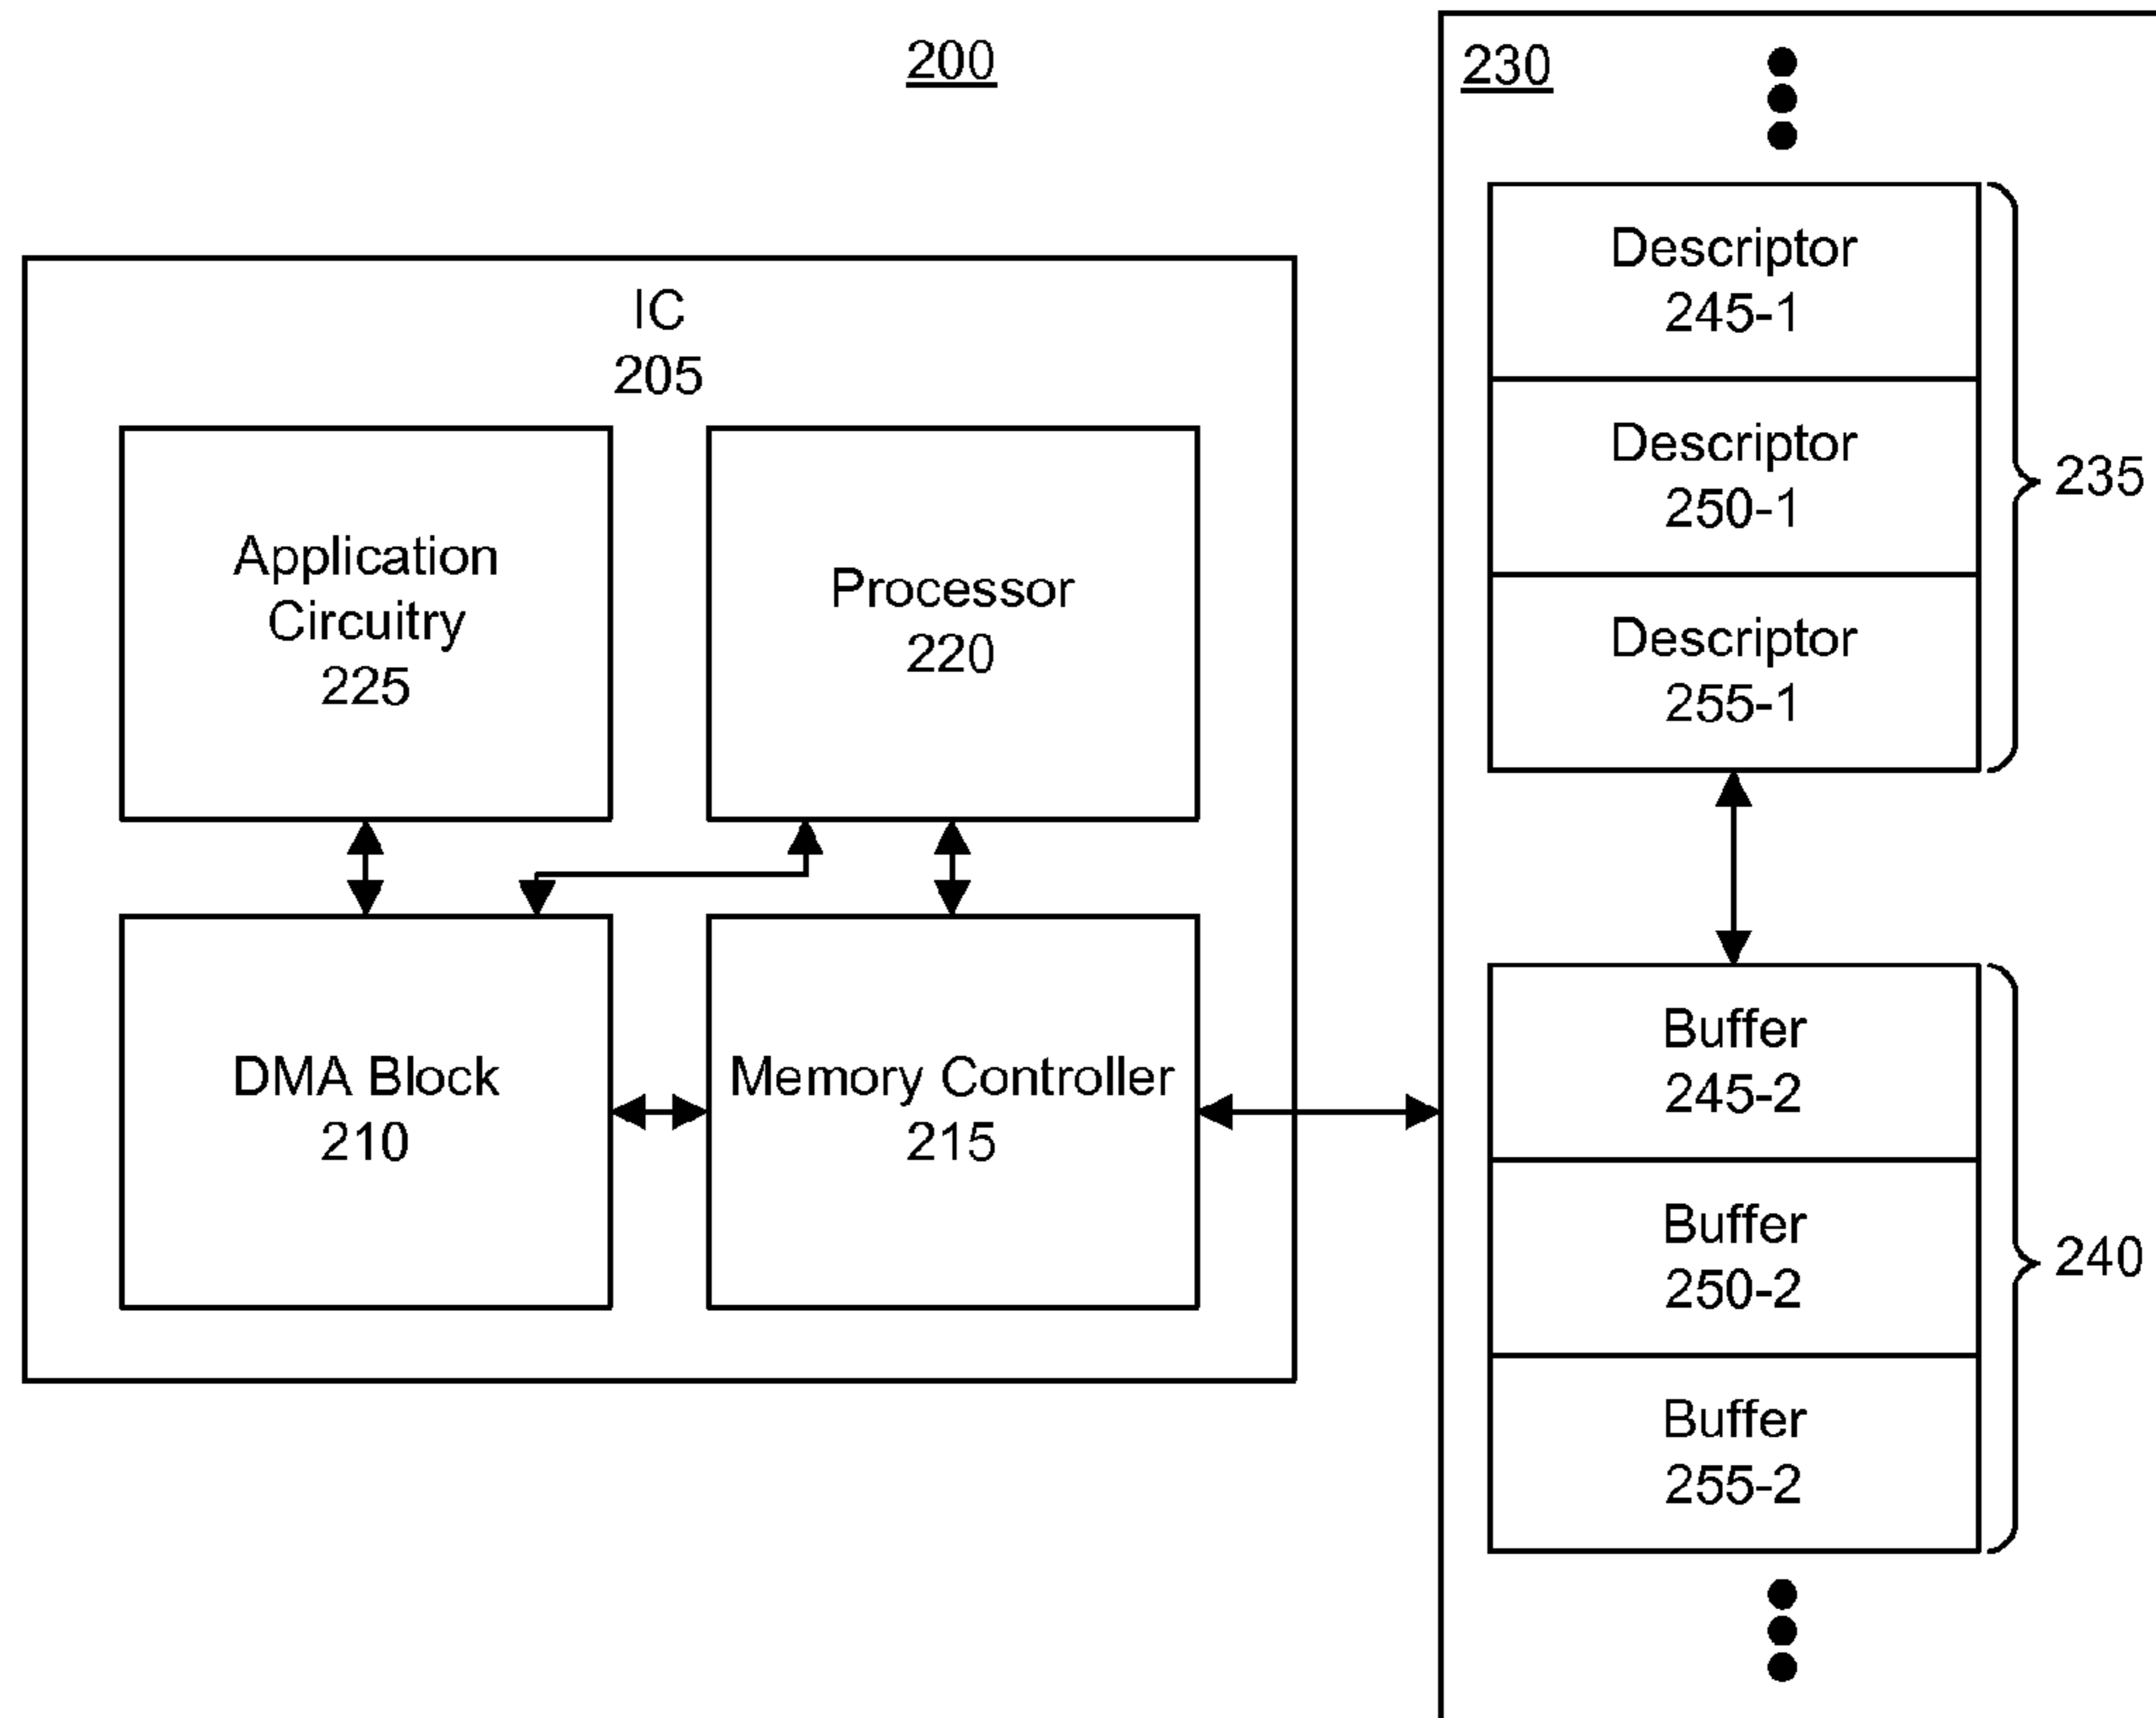 200
230
IC
205
Application
Circuitry
225
Processor
220
DMA Block
210
Memory Controller
215
Descriptor
245-1
Descriptor
250-1
Descriptor
255-1
235
Buffer
245-2
Buffer
250-2
Buffer
255-2
240